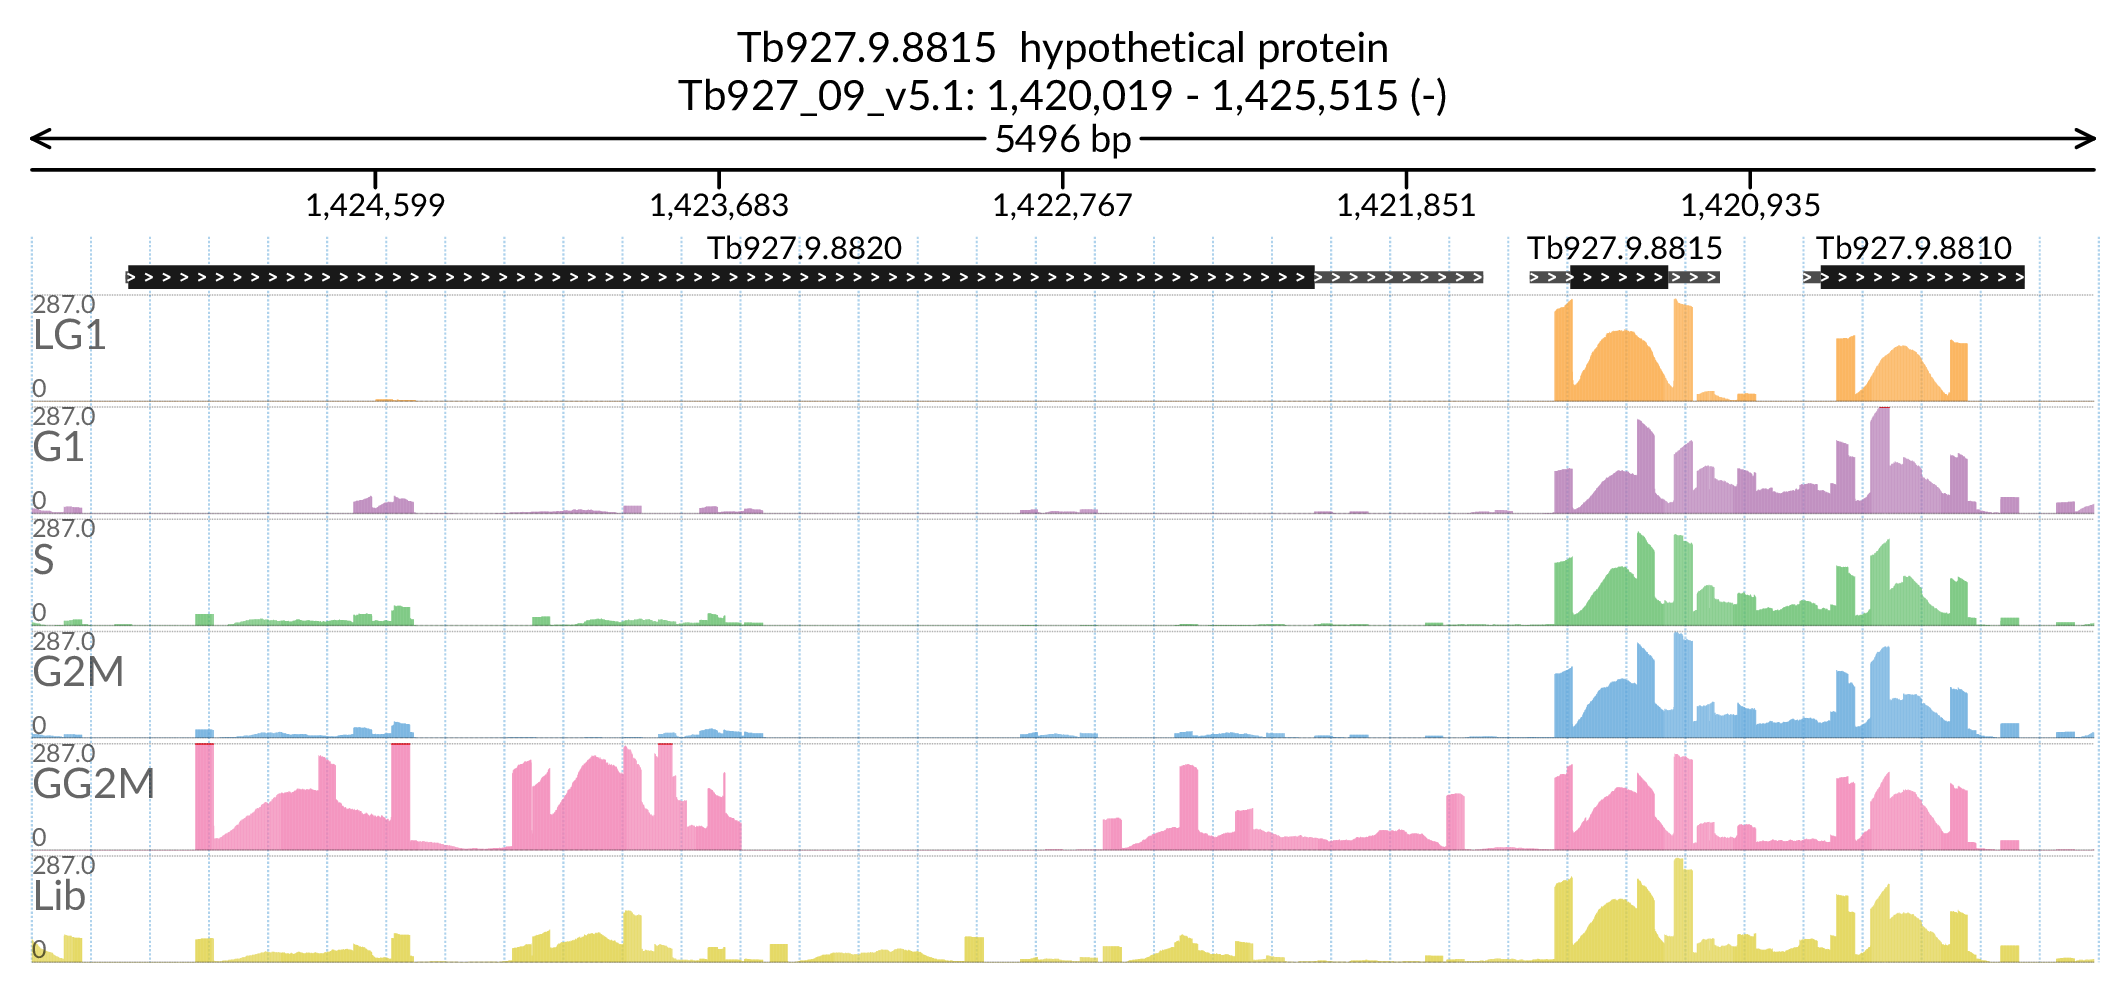 Tb927.9.8815 hypothetical protein
Tb927_09_v5.1: 1,420,019 - 1,425,515 (-)
5496 bp
1,424,599 1,423,683 1,422,767 1,421,851 1,420,935
Tb927.9.8820 Tb927.9.8815 Tb927.9.8810
287.0
LG1
0
287.0
G1
0
287.0
S
0
287.0
G2M
0
287.0
GG2M
0
287.0
Lib
0